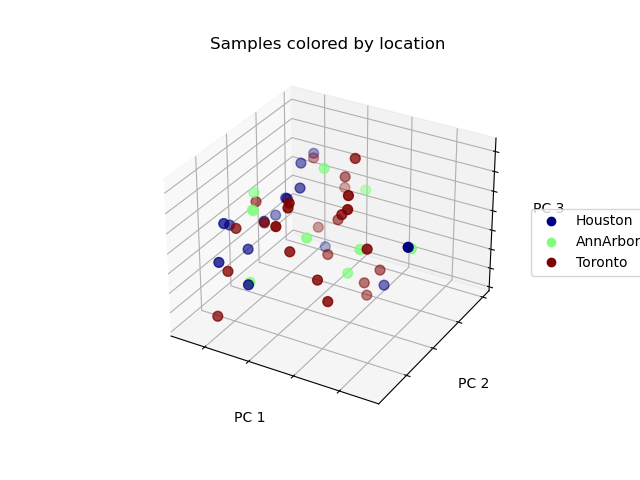 Samples colored by location
PC 3
Houston
AnnArbor
Toronto
PC 2
PC 1